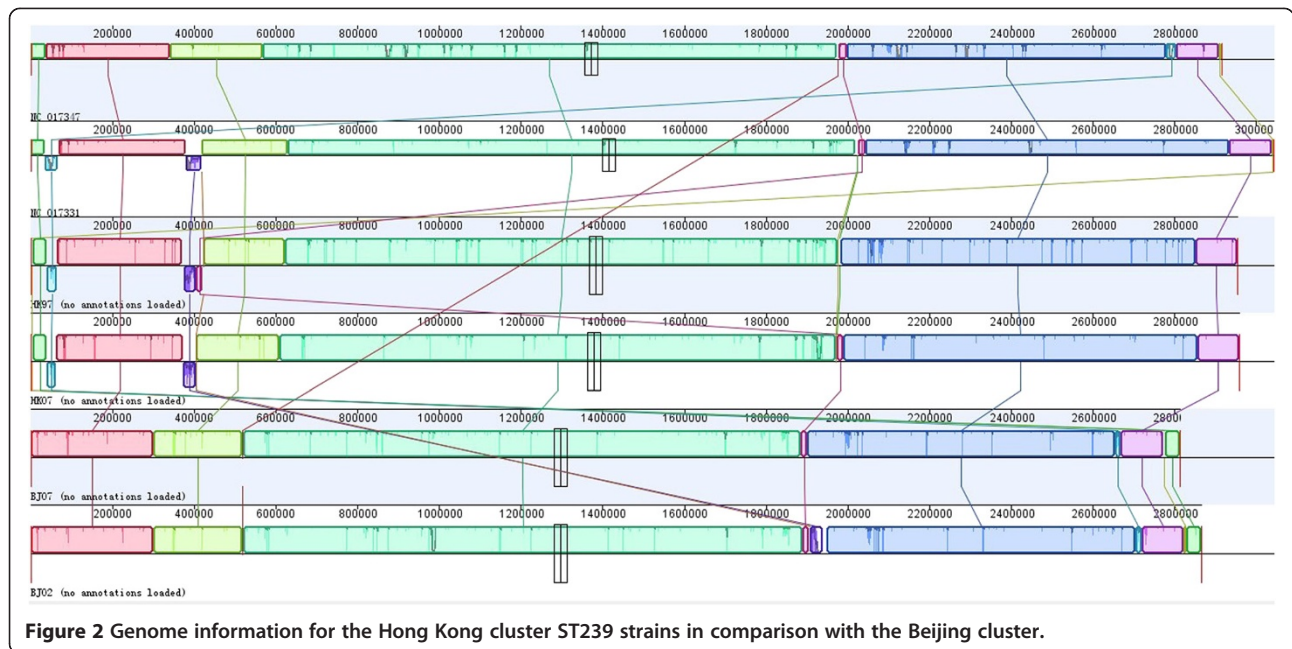 200000 400000 600000 800000 1000000 1200000 1400000 1600000 1800000 2000000 2200000 2400000 2600000 2800000
017347
200000 400000 600000 800000 1000000 1200000 1400000 1600000 1800000 2000000 2200000 2400000 2600000 2800000 300000
017331
200000 400000 600000 800000 1000000 1200000 1400000 1600000 1800000 2000000 2200000 2400000 2600000 2800000
(no annotations loaded)
200000 400000 600000 800000 1000000 1200000 1400000 1600000 1800000 2000000 2200000 2400000 2600000 2800000
(no annotations loaded)
200000 400000 600000 800000 1000000 1200000 1400000 1600000 1800000 2000000 2200000 2400000 2600000 2800000
BJ07 (no annotations loaded)
200000 400000 600000 800000 1000000 1200000 1400000 1600000 1800000 2000000 2200000 2400000 2600000 2800000
BJ02 (no annotations loaded)
Figure 2 Genome information for the Hong Kong cluster ST239 strains in comparison with the Beijing cluster.